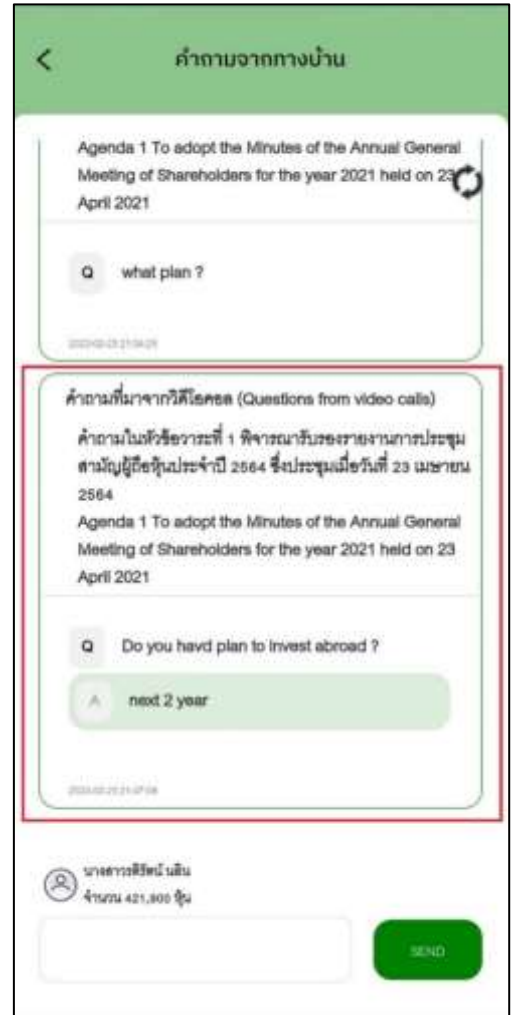 คำถามจากทางบ้าน
Agenda 1 To adopt the Minutes of the Annual General
Meeting of Shareholders for the year 2021 held on 23
April 2021
Q what plan ?
คำถามที่มาจากวิดีโอคอล (Questions from video calls)
คำถามในหัวข้อวาระที่ 1 พิจารณารับรองรายงานการประชุม
สามัญผู้ถือหุ้นประจำปี 2564 ซึ่งประชุมเมื่อวันที่ 23 เมษายน
2564
Agenda 1 To adopt the Minutes of the Annual General
Meeting of Shareholders for the year 2021 held on 23
April 2021
Q Do you havd plan to invest abroad ?
A next 2 year
จำนวน 421,900 หุ้น
SEND